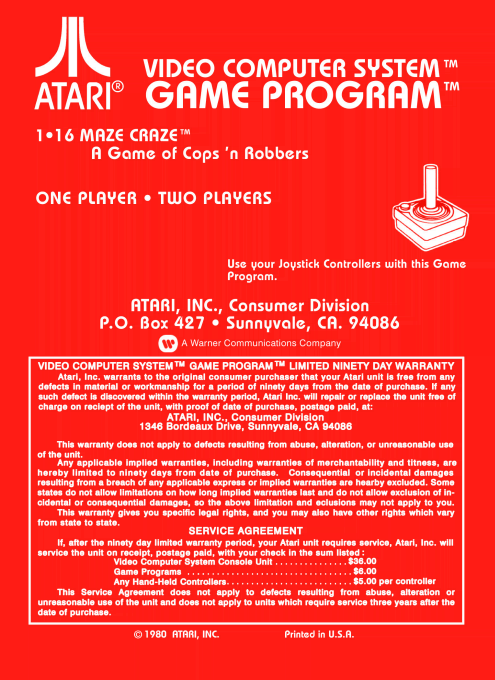 ATARI®
VIDEO COMPUTER SYSTEM™
GAME PROGRAM™
1•16 MAZE CRAZE™
A Game of Cops 'n Robbers
ONE PLAYER • TWO PLAYERS
Use your Joystick Controllers with this Game
Program.
ATARI, INC., Consumer Division
P.O. Box 427 • Sunnyvale, CA. 94086
A Warner Communications Company
VIDEO COMPUTER SYSTEM™ GAME PROGRAM™ LIMITED NINETY DAY WARRANTY
Atari, Inc. warrants to the original consumer purchaser that your Atari unit is free from any
defects in material or workmanship for a period of ninety days from the date of purchase. If any
such defect is discovered within the warranty period, Atari Inc. will repair or replace the unit free of
charge on reciept of the unit, with proof of date of purchase, postage paid, at:
ATARI, INC., Consumer Division
1346 Bordeaux Drive, Sunnyvale, CA 94086
This warranty does not apply to defects resulting from abuse, alteration, or unreasonable use
of the unit.
Any applicable implied warranties, including warranties of merchantability and titness, are
hereby limited to ninety days from date of purchase. Consequential or incidental damages
resulting from a breach of any applicable express or implied warranties are hearby excluded. Some
states do not allow limitations on how long implied warranties last and do not allow exclusion of in-
cidental or consequential damages, so the above limitation and eclusions may not apply to you.
This warranty gives you specific legal rights, and you may also have other rights which vary
from state to state.
SERVICE AGREEMENT
If, after the ninety day limited warranty period, your Atari unit requires service, Atari, Inc. will
service the unit on receipt, postage paid, with your check in the sum listed :
Video Computer System Console Unit . . . . . . . . . . . . . . . $36.00
Game Programs . . . . . . . . . . . . . . . . . . . . . . . . . . . . . . . . . . $6.00
Any Hand-Held Controllers. . . . . . . . . . . . . . . . . . . . . . . . . . $5.00 per controller
This Service Agreement does not apply to defects resulting from abuse, alteration or
unreasonable use of the unit and does not apply to units which require service three years after the
date of purchase.
© 1980 ATARI, INC. Printed in U.S.A.